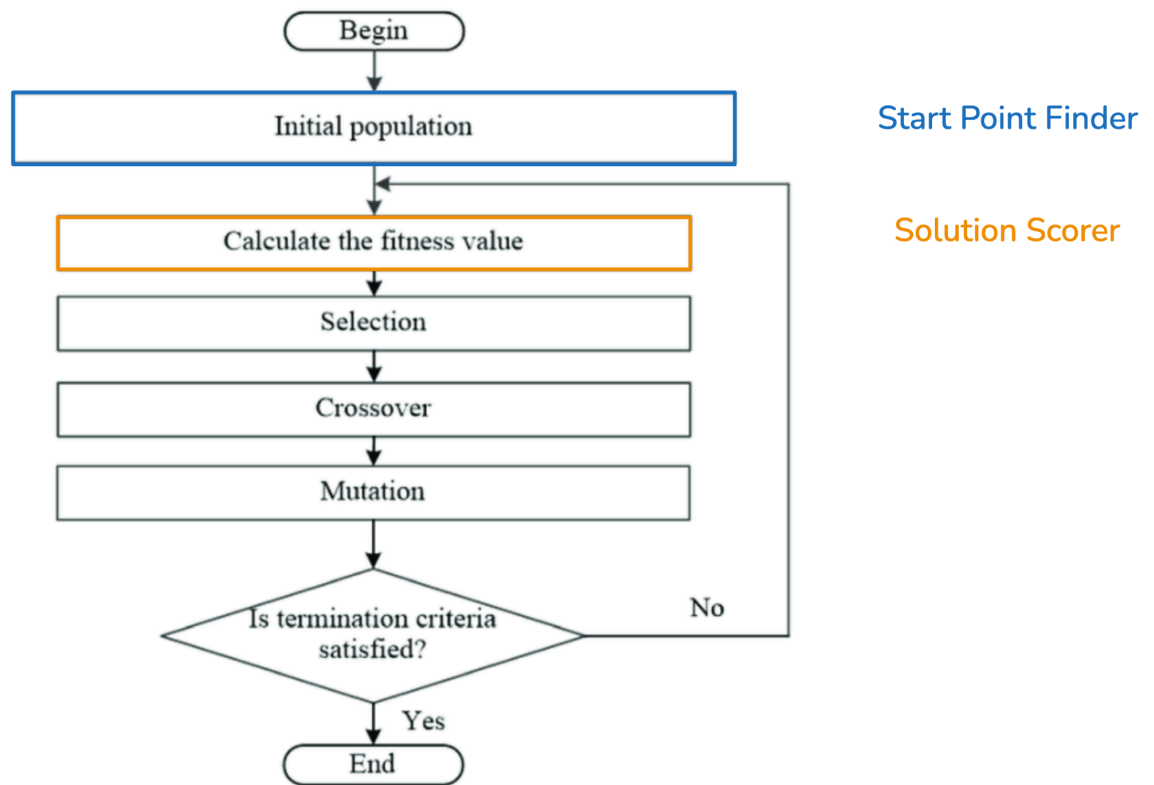 Begin
Initial population
Start Point Finder
Calculate the fitness value
Solution Scorer
Selection
Crossover
Mutation
Is termination criteria
satisfied?
No
Yes
End